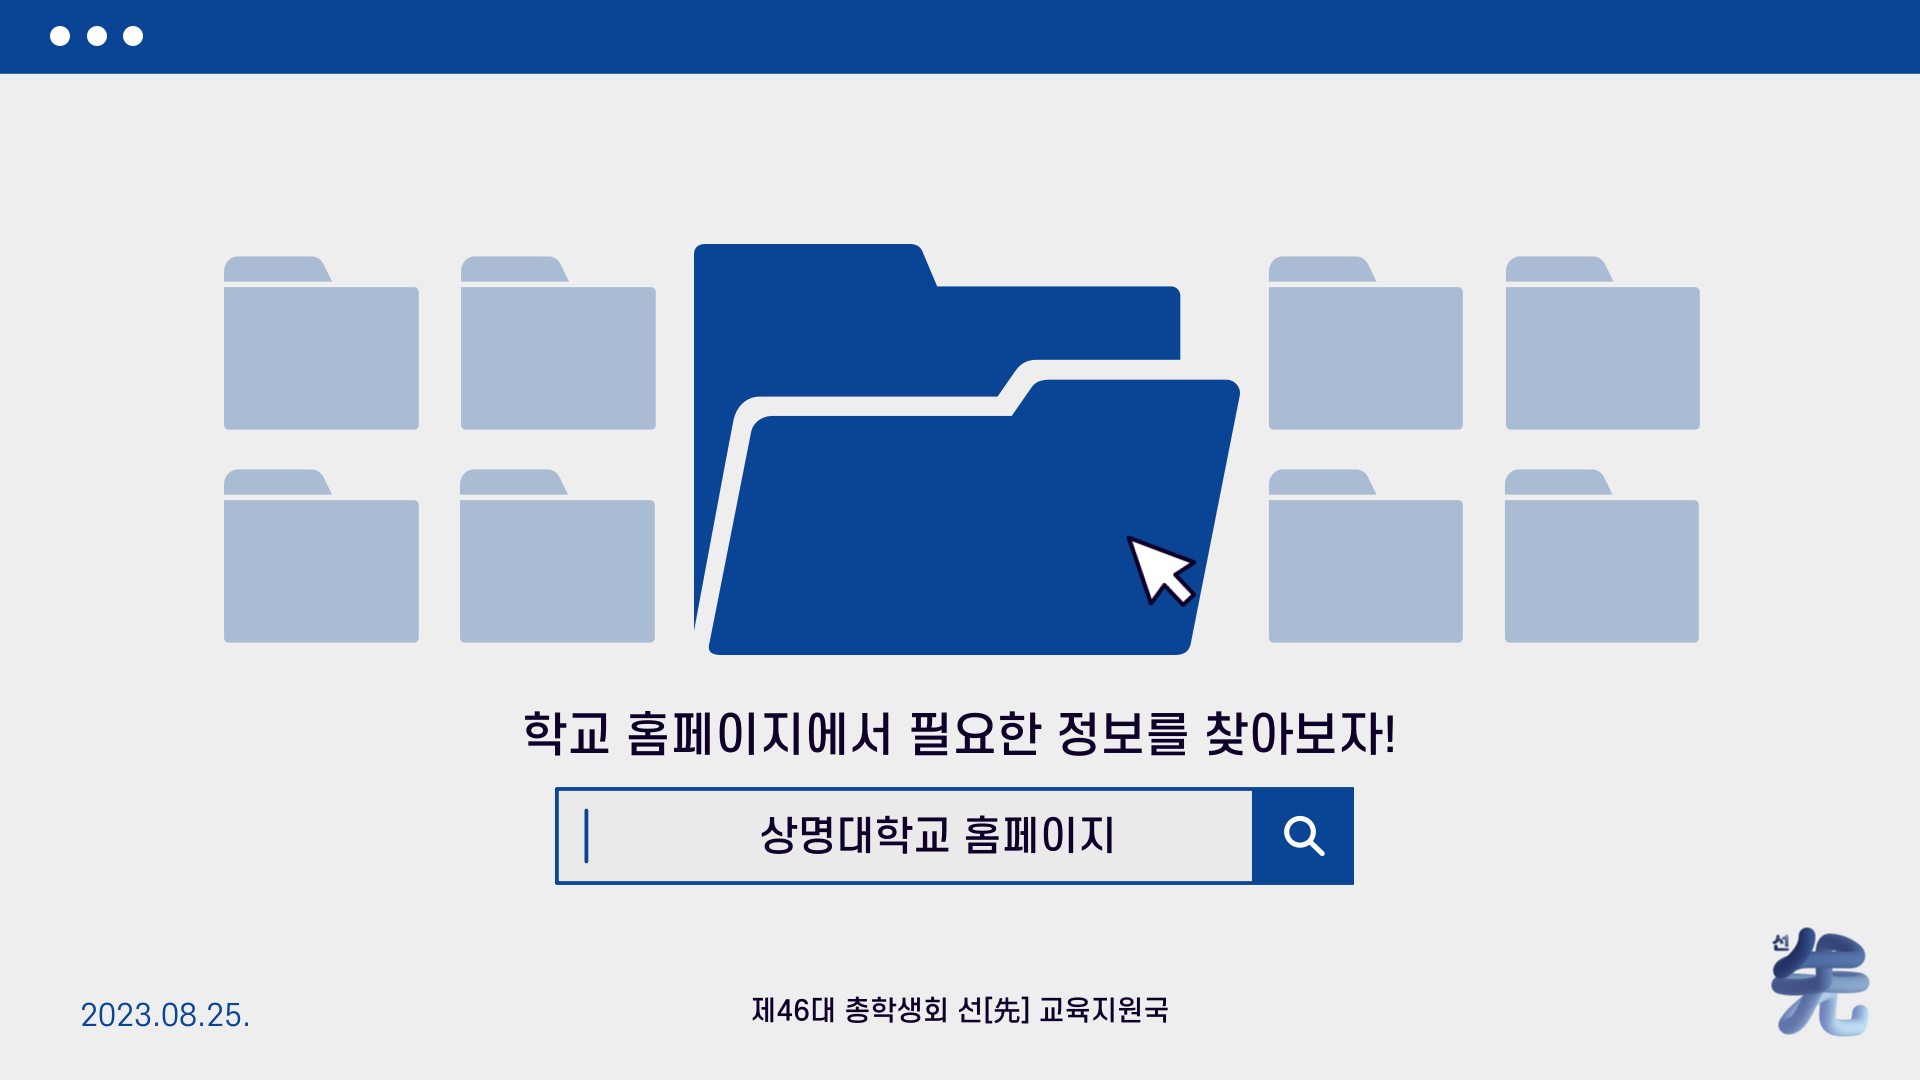 학교 홈페이지에서 필요한 정보를 찾아보자!
상명대학교 홈페이지
2023.08.25.
제46대 총학생회 선[先] 교육지원국
선
先